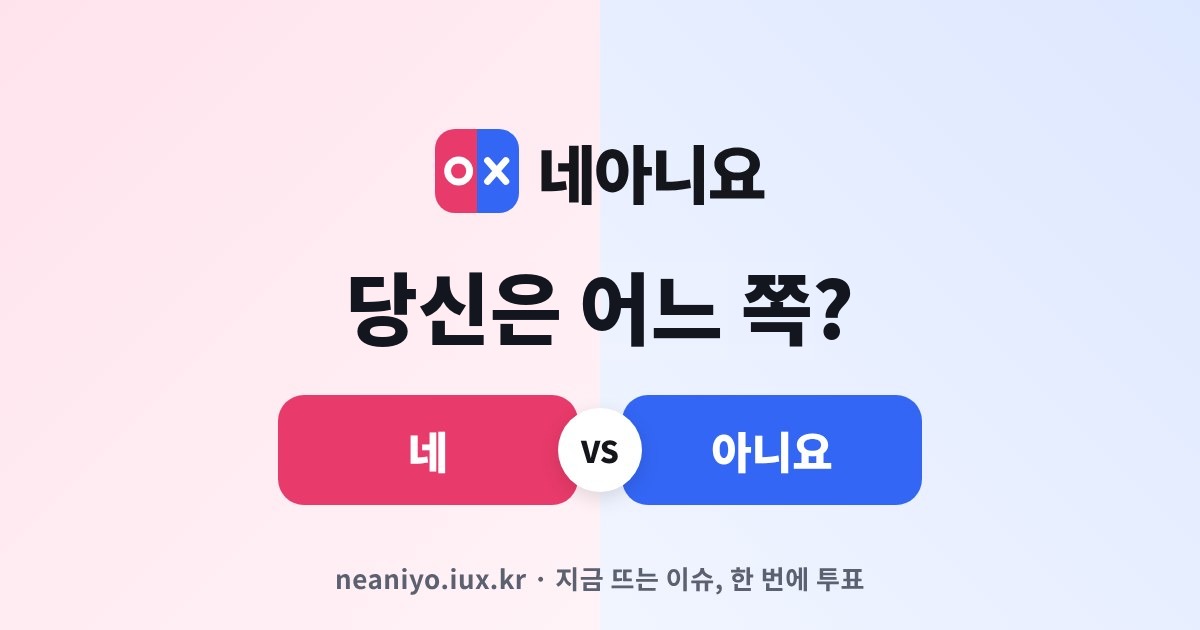 OX 네아니요
당신은 어느 쪽?
네 VS 아니요
neaniyo.iux.kr · 지금 뜨는 이슈, 한 번에 투표